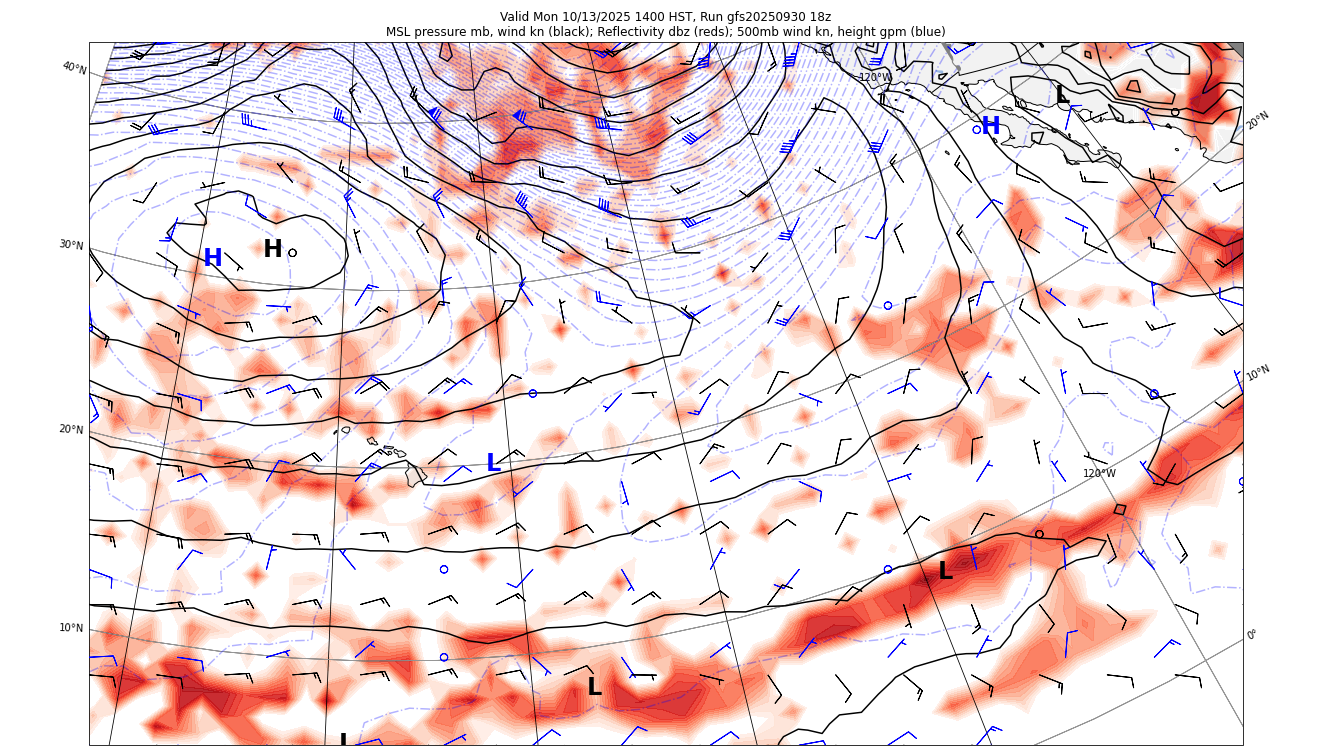 Valid Mon 10/13/2025 1400 HST, Run gfs20250930 18z
MSL pressure mb, wind kn (black); Reflectivity dbz (reds); 500mb wind kn, height gpm (blue)
40°N
120°W
L
H
20°N
30°N
H
H
10°N
20°N
L
120°W
L
10°N
0°
L
L